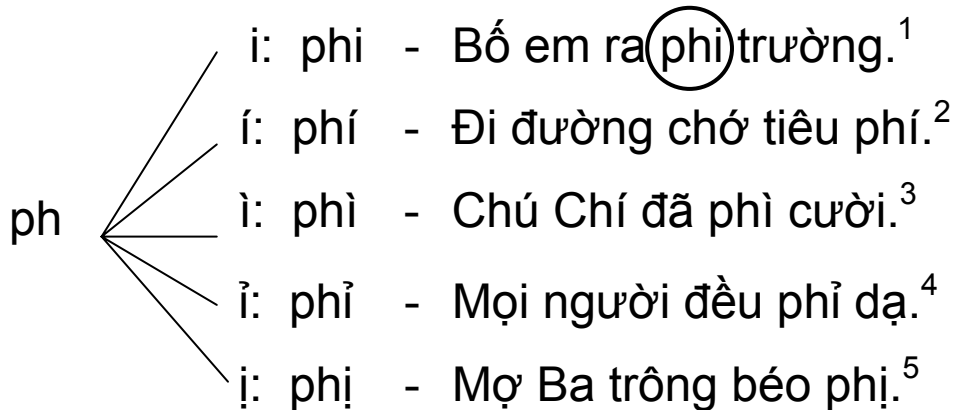 i: phi - Bố em ra phi trường.¹
í: phí - Đi đường chớ tiêu phí.²
ph ì: phì - Chú Chí đã phì cười.³
ỉ: phỉ - Mọi người đều phỉ dạ.⁴
ị: phị - Mợ Ba trông béo phị.⁵